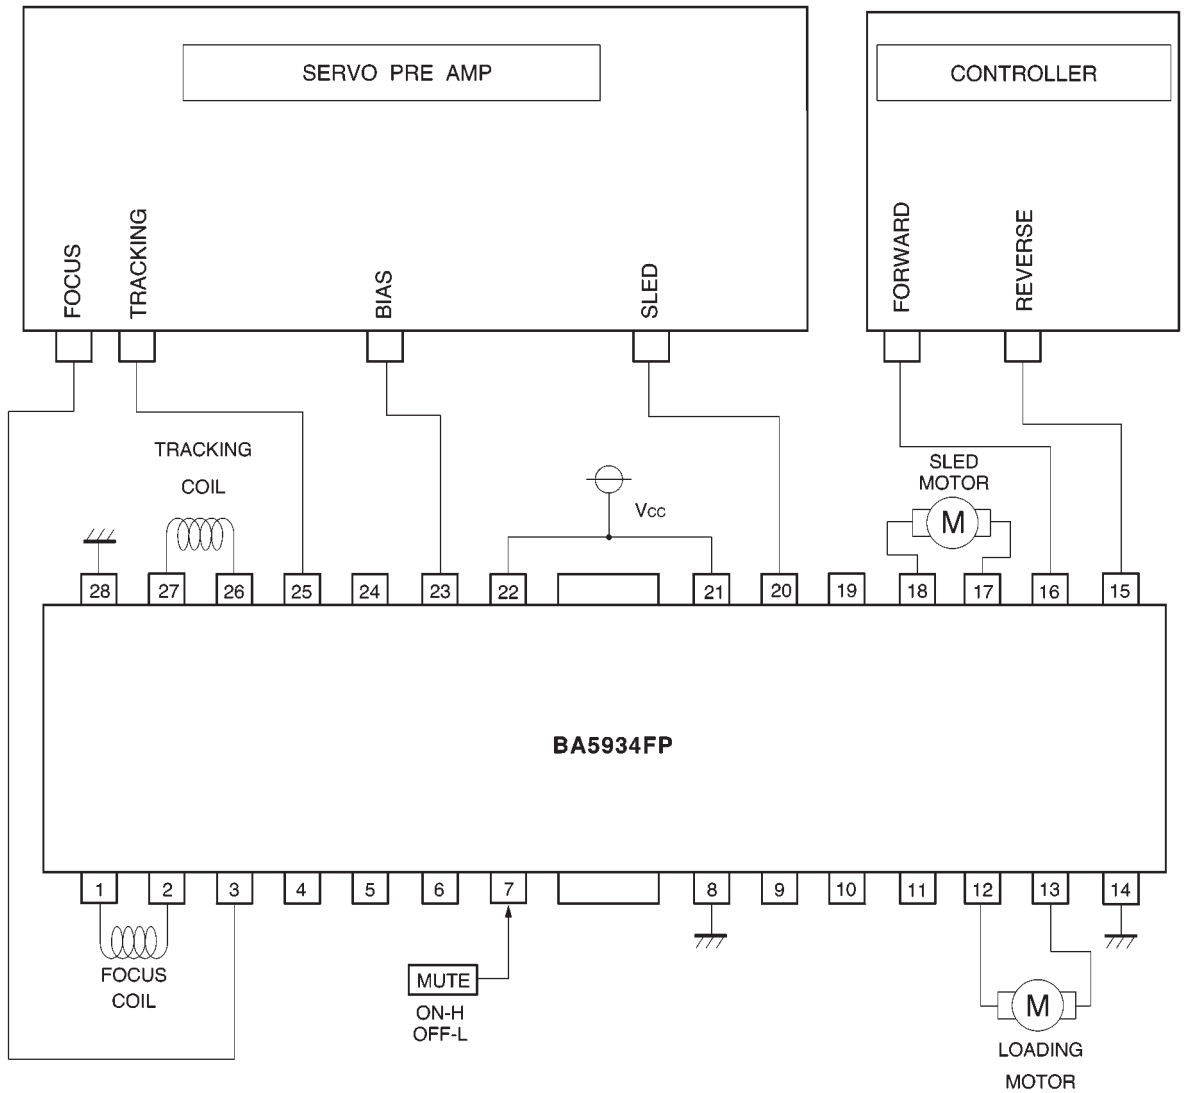 SERVO PRE AMP
CONTROLLER
FOCUS
TRACKING
BIAS
SLED
FORWARD
REVERSE
TRACKING
COIL
VCC
SLED
MOTOR
M
28
27
26
25
24
23
22
21
20
19
18
17
16
15
BA5934FP
1
2
3
4
5
6
7
8
9
10
11
12
13
14
FOCUS
COIL
MUTE
ON-H
OFF-L
M
LOADING
MOTOR